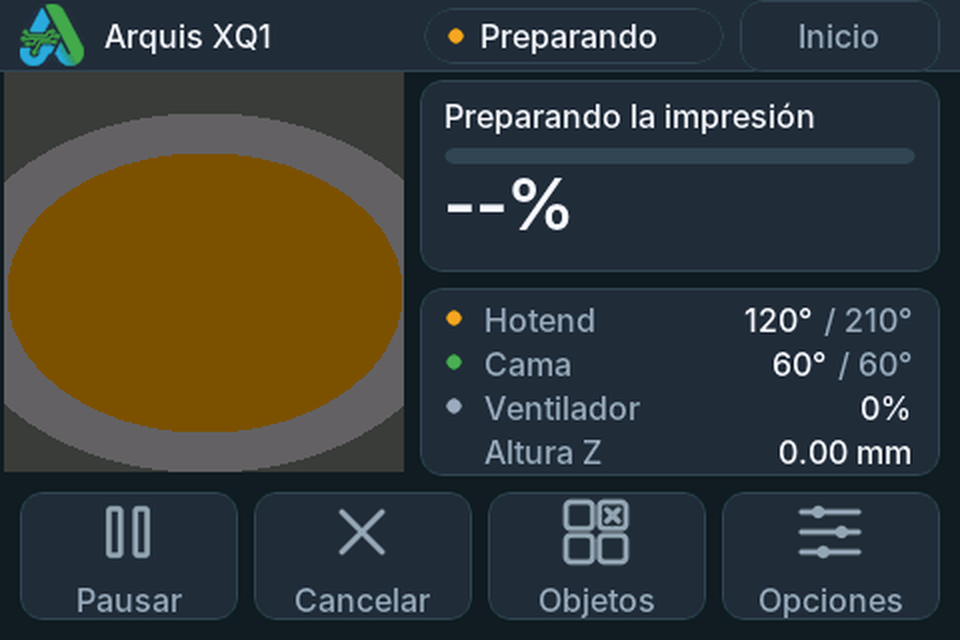 Arquis XQ1
Preparando
Inicio
Preparando la impresión
--%
Hotend 120° / 210°
Cama 60° / 60°
Ventilador 0%
Altura Z 0.00 mm
Pausar
Cancelar
Objetos
Opciones